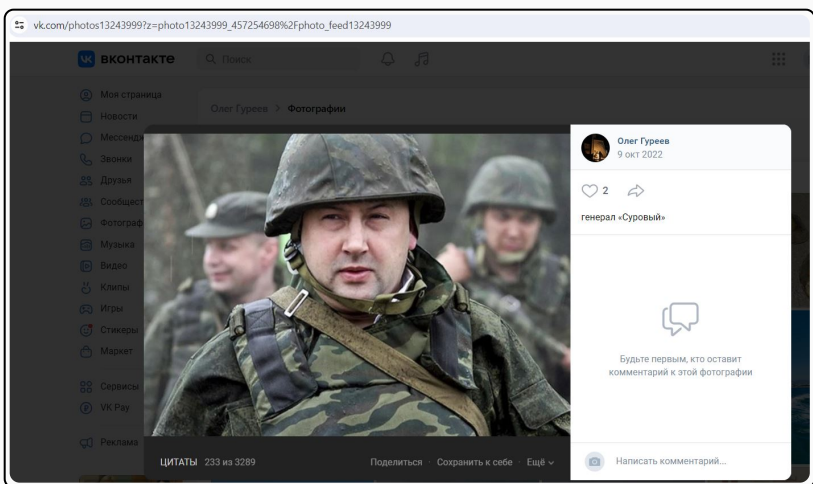 vk.com/photos13243999?z=photo13243999_457254698%2Fphoto_feed13243999
вконтакте
Поиск
Моя страница
Новости
Мессендж
Звонки
Друзья
Сообщест
Фотограф
Музыка
Видео
Клипы
Игры
Стикеры
Маркет
Сервисы
VK Pay
Реклама
Олег Гуреев > Фотографии
ЦИТАТЫ 233 из 3289
Поделиться · Сохранить к себе · Ещё
Олег Гуреев
9 окт 2022
2
генерал «Суровый»
Будьте первым, кто оставит
комментарий к этой фотографии
Написать комментарий...